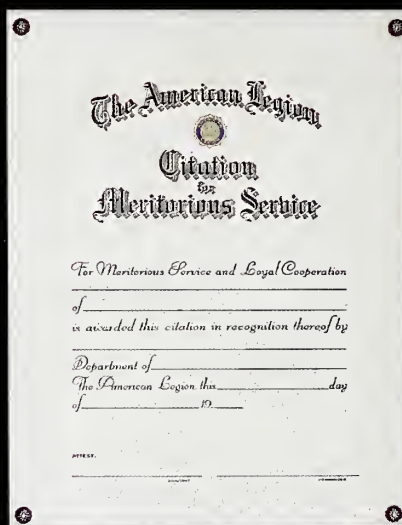 The American Legion
Citation
for
Meritorious Service
For Meritorious Service and Loyal Cooperation
of
is awarded this citation in recognition thereof by
Department of
The American Legion this day
of 19
ATTEST: